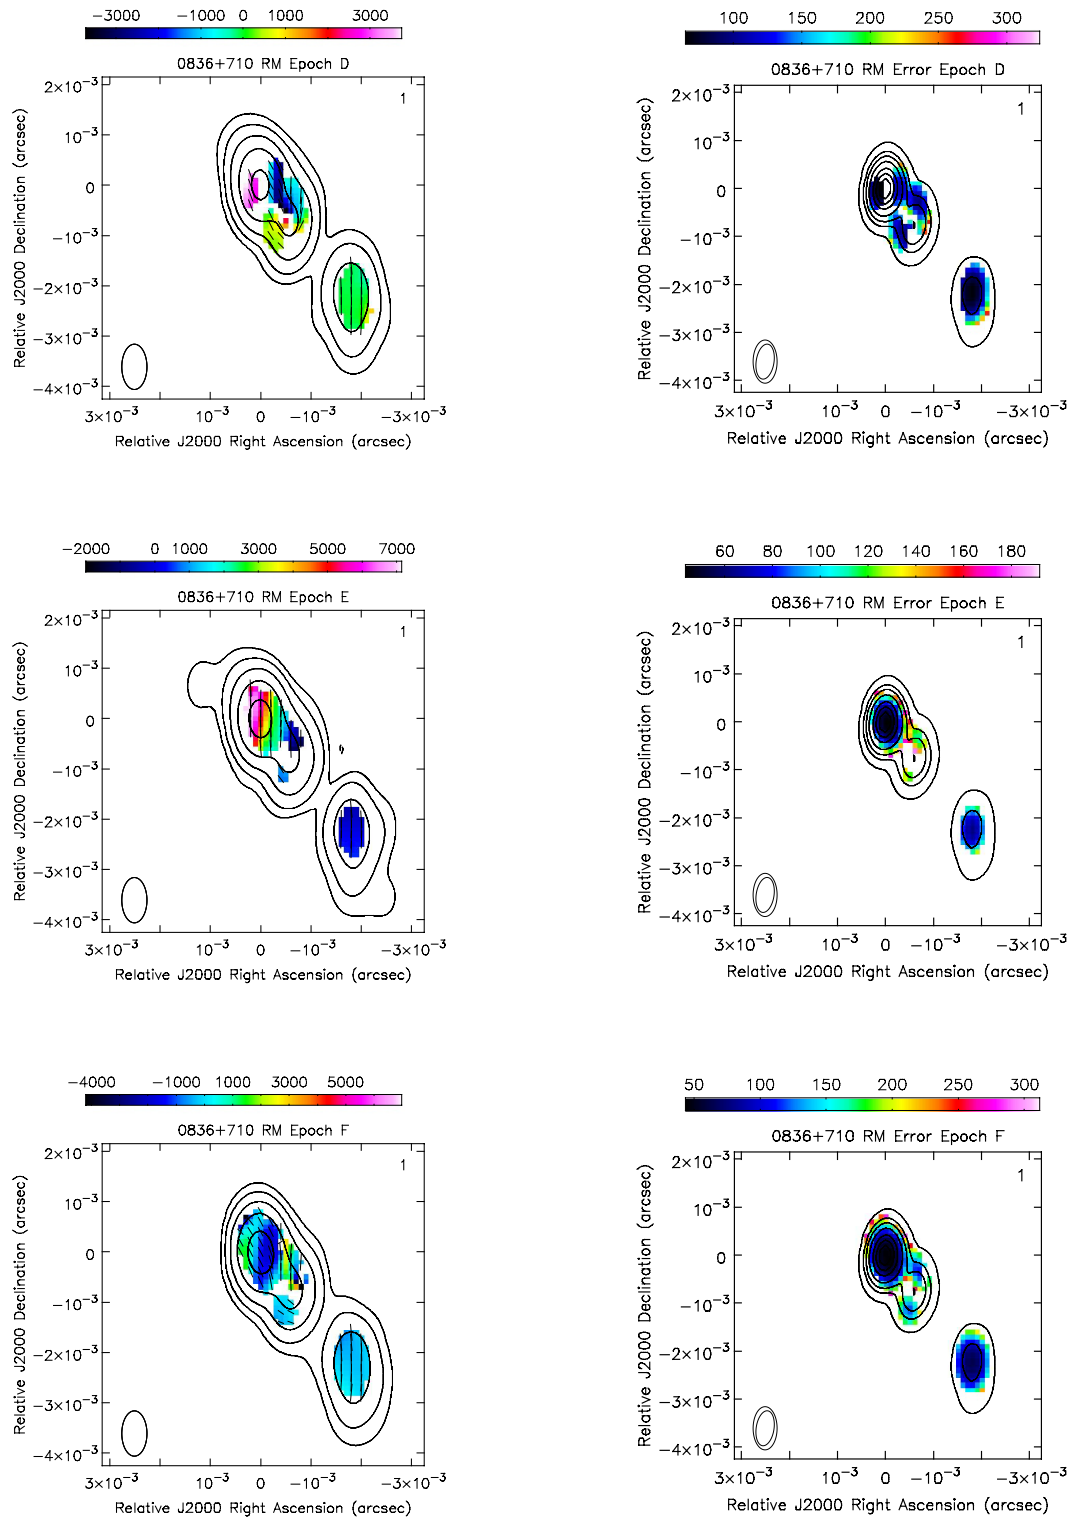 −3000 −1000 0 1000 3000
0836+710 RM Epoch D
1
2×10⁻³
10⁻³
0
−10⁻³
−2×10⁻³
−3×10⁻³
−4×10⁻³
Relative J2000 Declination (arcsec)
3×10⁻³ 10⁻³ 0 −10⁻³ −3×10⁻³
Relative J2000 Right Ascension (arcsec)
100 150 200 250 300
0836+710 RM Error Epoch D
1
2×10⁻³
10⁻³
0
−10⁻³
−2×10⁻³
−3×10⁻³
−4×10⁻³
Relative J2000 Declination (arcsec)
3×10⁻³ 10⁻³ 0 −10⁻³ −3×10⁻³
Relative J2000 Right Ascension (arcsec)
−2000 0 1000 3000 5000 7000
0836+710 RM Epoch E
1
2×10⁻³
10⁻³
0
−10⁻³
−2×10⁻³
−3×10⁻³
−4×10⁻³
Relative J2000 Declination (arcsec)
3×10⁻³ 10⁻³ 0 −10⁻³ −3×10⁻³
Relative J2000 Right Ascension (arcsec)
60 80 100 120 140 160 180
0836+710 RM Error Epoch E
1
2×10⁻³
10⁻³
0
−10⁻³
−2×10⁻³
−3×10⁻³
−4×10⁻³
Relative J2000 Declination (arcsec)
3×10⁻³ 10⁻³ 0 −10⁻³ −3×10⁻³
Relative J2000 Right Ascension (arcsec)
−4000 −1000 1000 3000 5000
0836+710 RM Epoch F
1
2×10⁻³
10⁻³
0
−10⁻³
−2×10⁻³
−3×10⁻³
−4×10⁻³
Relative J2000 Declination (arcsec)
3×10⁻³ 10⁻³ 0 −10⁻³ −3×10⁻³
Relative J2000 Right Ascension (arcsec)
50 100 150 200 250 300
0836+710 RM Error Epoch F
1
2×10⁻³
10⁻³
0
−10⁻³
−2×10⁻³
−3×10⁻³
−4×10⁻³
Relative J2000 Declination (arcsec)
3×10⁻³ 10⁻³ 0 −10⁻³ −3×10⁻³
Relative J2000 Right Ascension (arcsec)